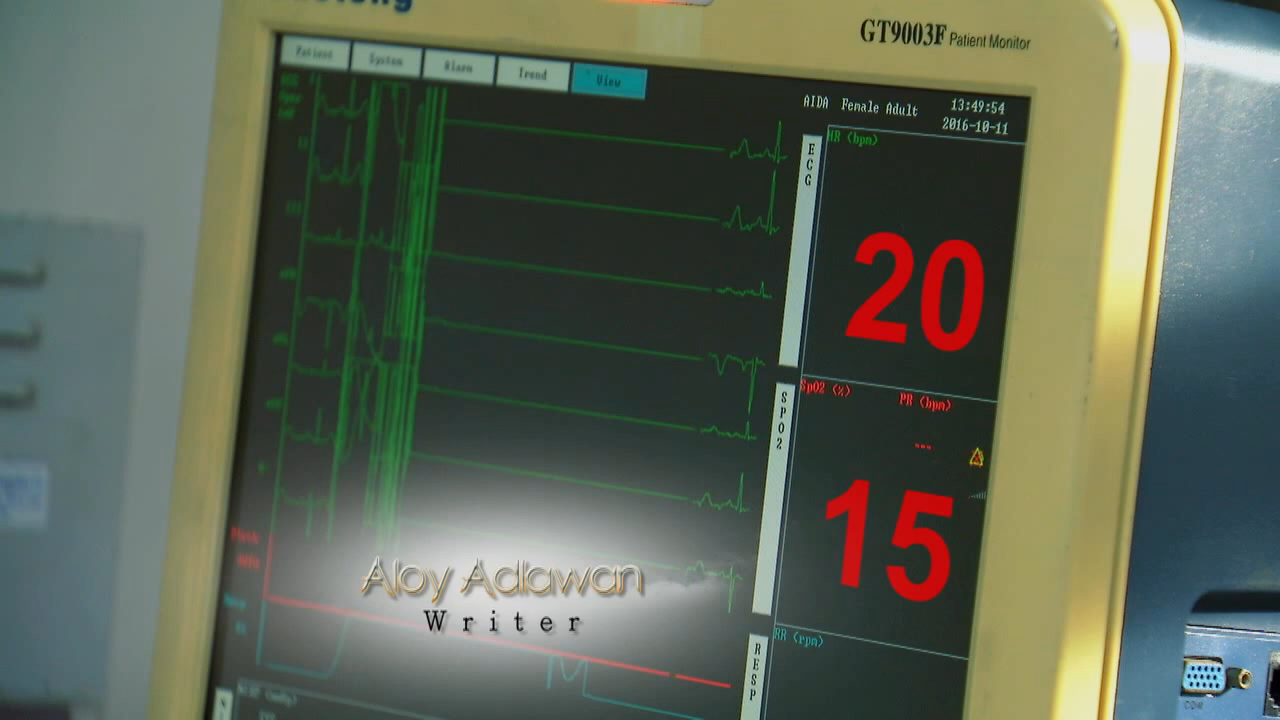 GT9003F Patient Monitor
Patient System Alarm Trend View
AIDA Female Adult 13:49:54
2016-10-11
HR (bpm)
ECG
20
SpO2 (%) PR (bpm)
---
SPO2
15
Aloy Adlawan
Writer
RR (rpm)
RESP